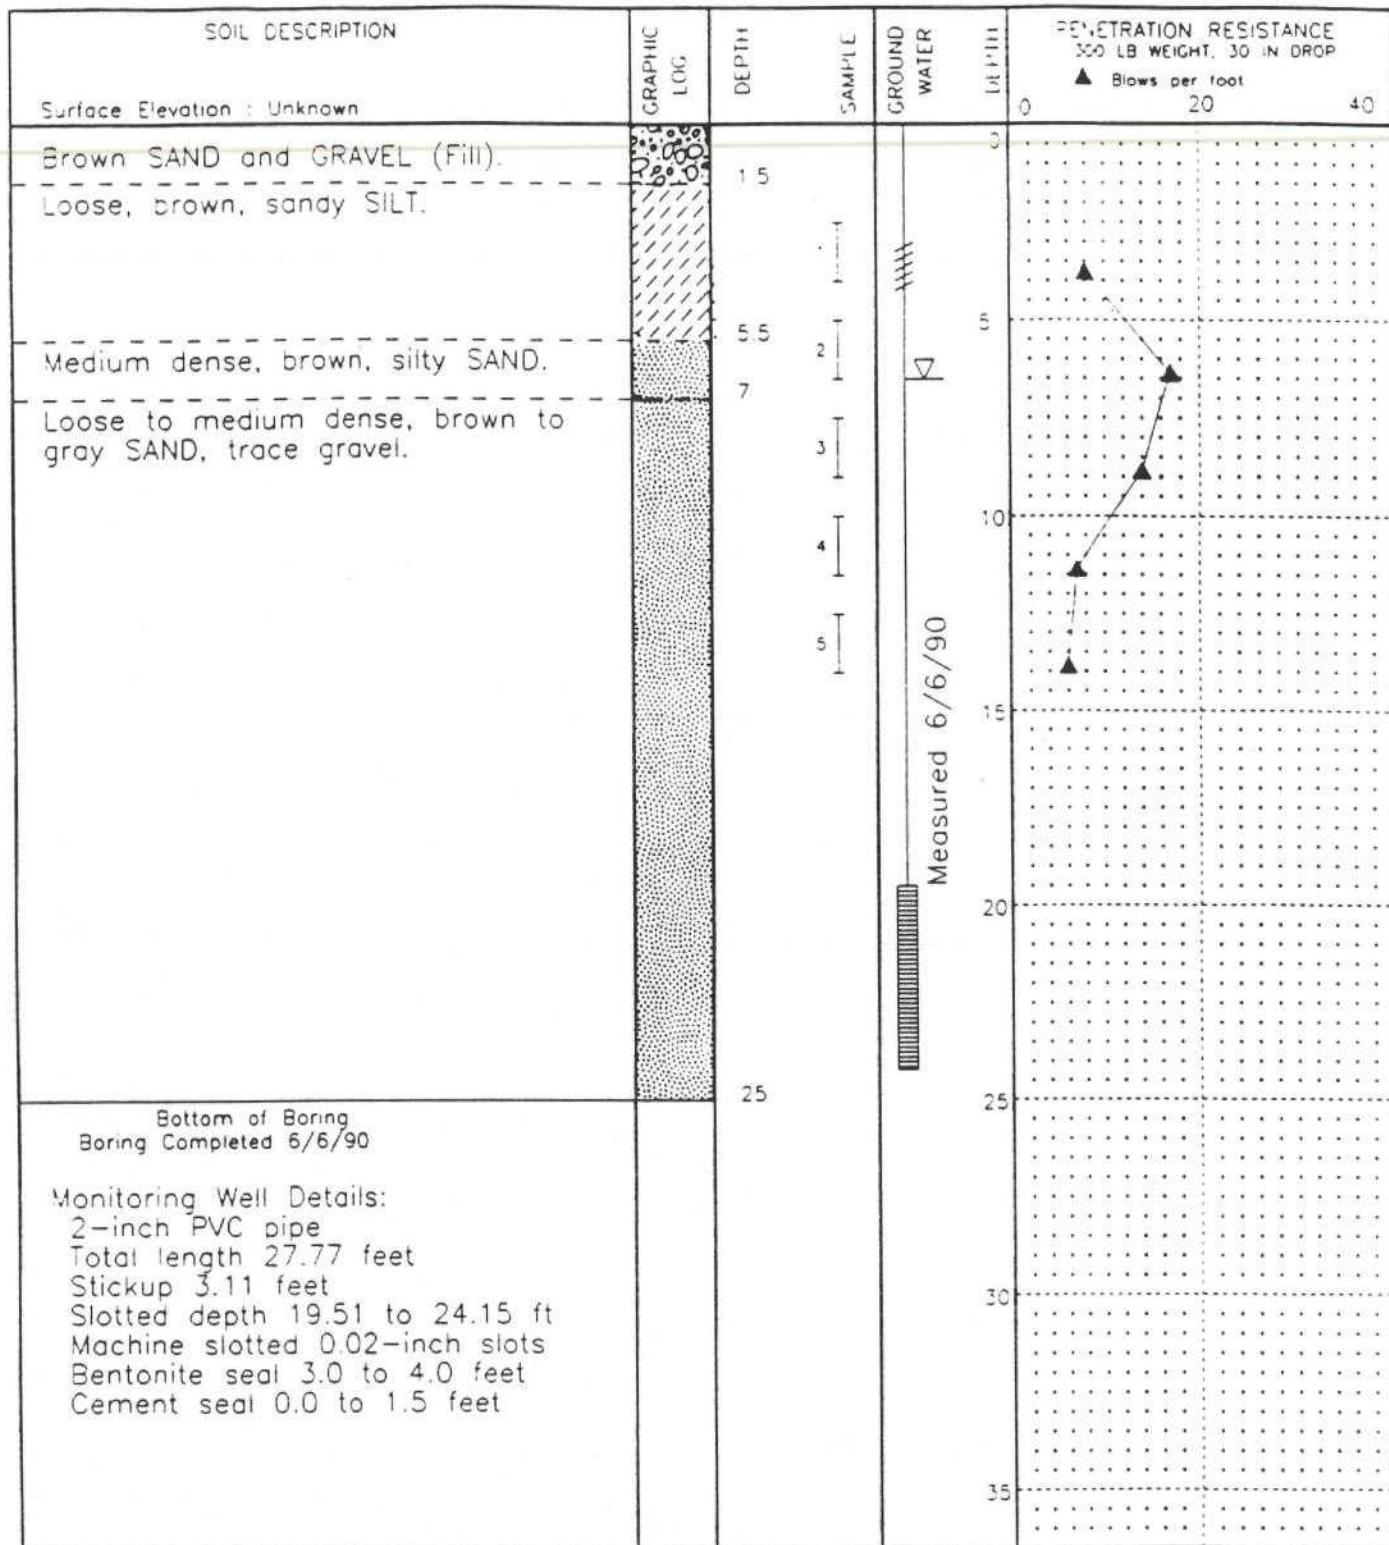 SOIL DESCRIPTION
Surface Elevation : Unknown
GRAPHIC
LOG
DEPTH
SAMPLE
GROUND
WATER
DEPTH
PENETRATION RESISTANCE
300 LB WEIGHT, 30 IN DROP
▲ Blows per foot
0 20 40
Brown SAND and GRAVEL (Fill).
1.5
Loose, brown, sandy SILT.
5.5
Medium dense, brown, silty SAND.
7
Loose to medium dense, brown to
gray SAND, trace gravel.
2
3
4
5
25
Measured 6/6/90
0
5
10
15
20
25
30
35
Bottom of Boring
Boring Completed 6/6/90
Monitoring Well Details:
2-inch PVC pipe
Total length 27.77 feet
Stickup 3.11 feet
Slotted depth 19.51 to 24.15 ft
Machine slotted 0.02-inch slots
Bentonite seal 3.0 to 4.0 feet
Cement seal 0.0 to 1.5 feet